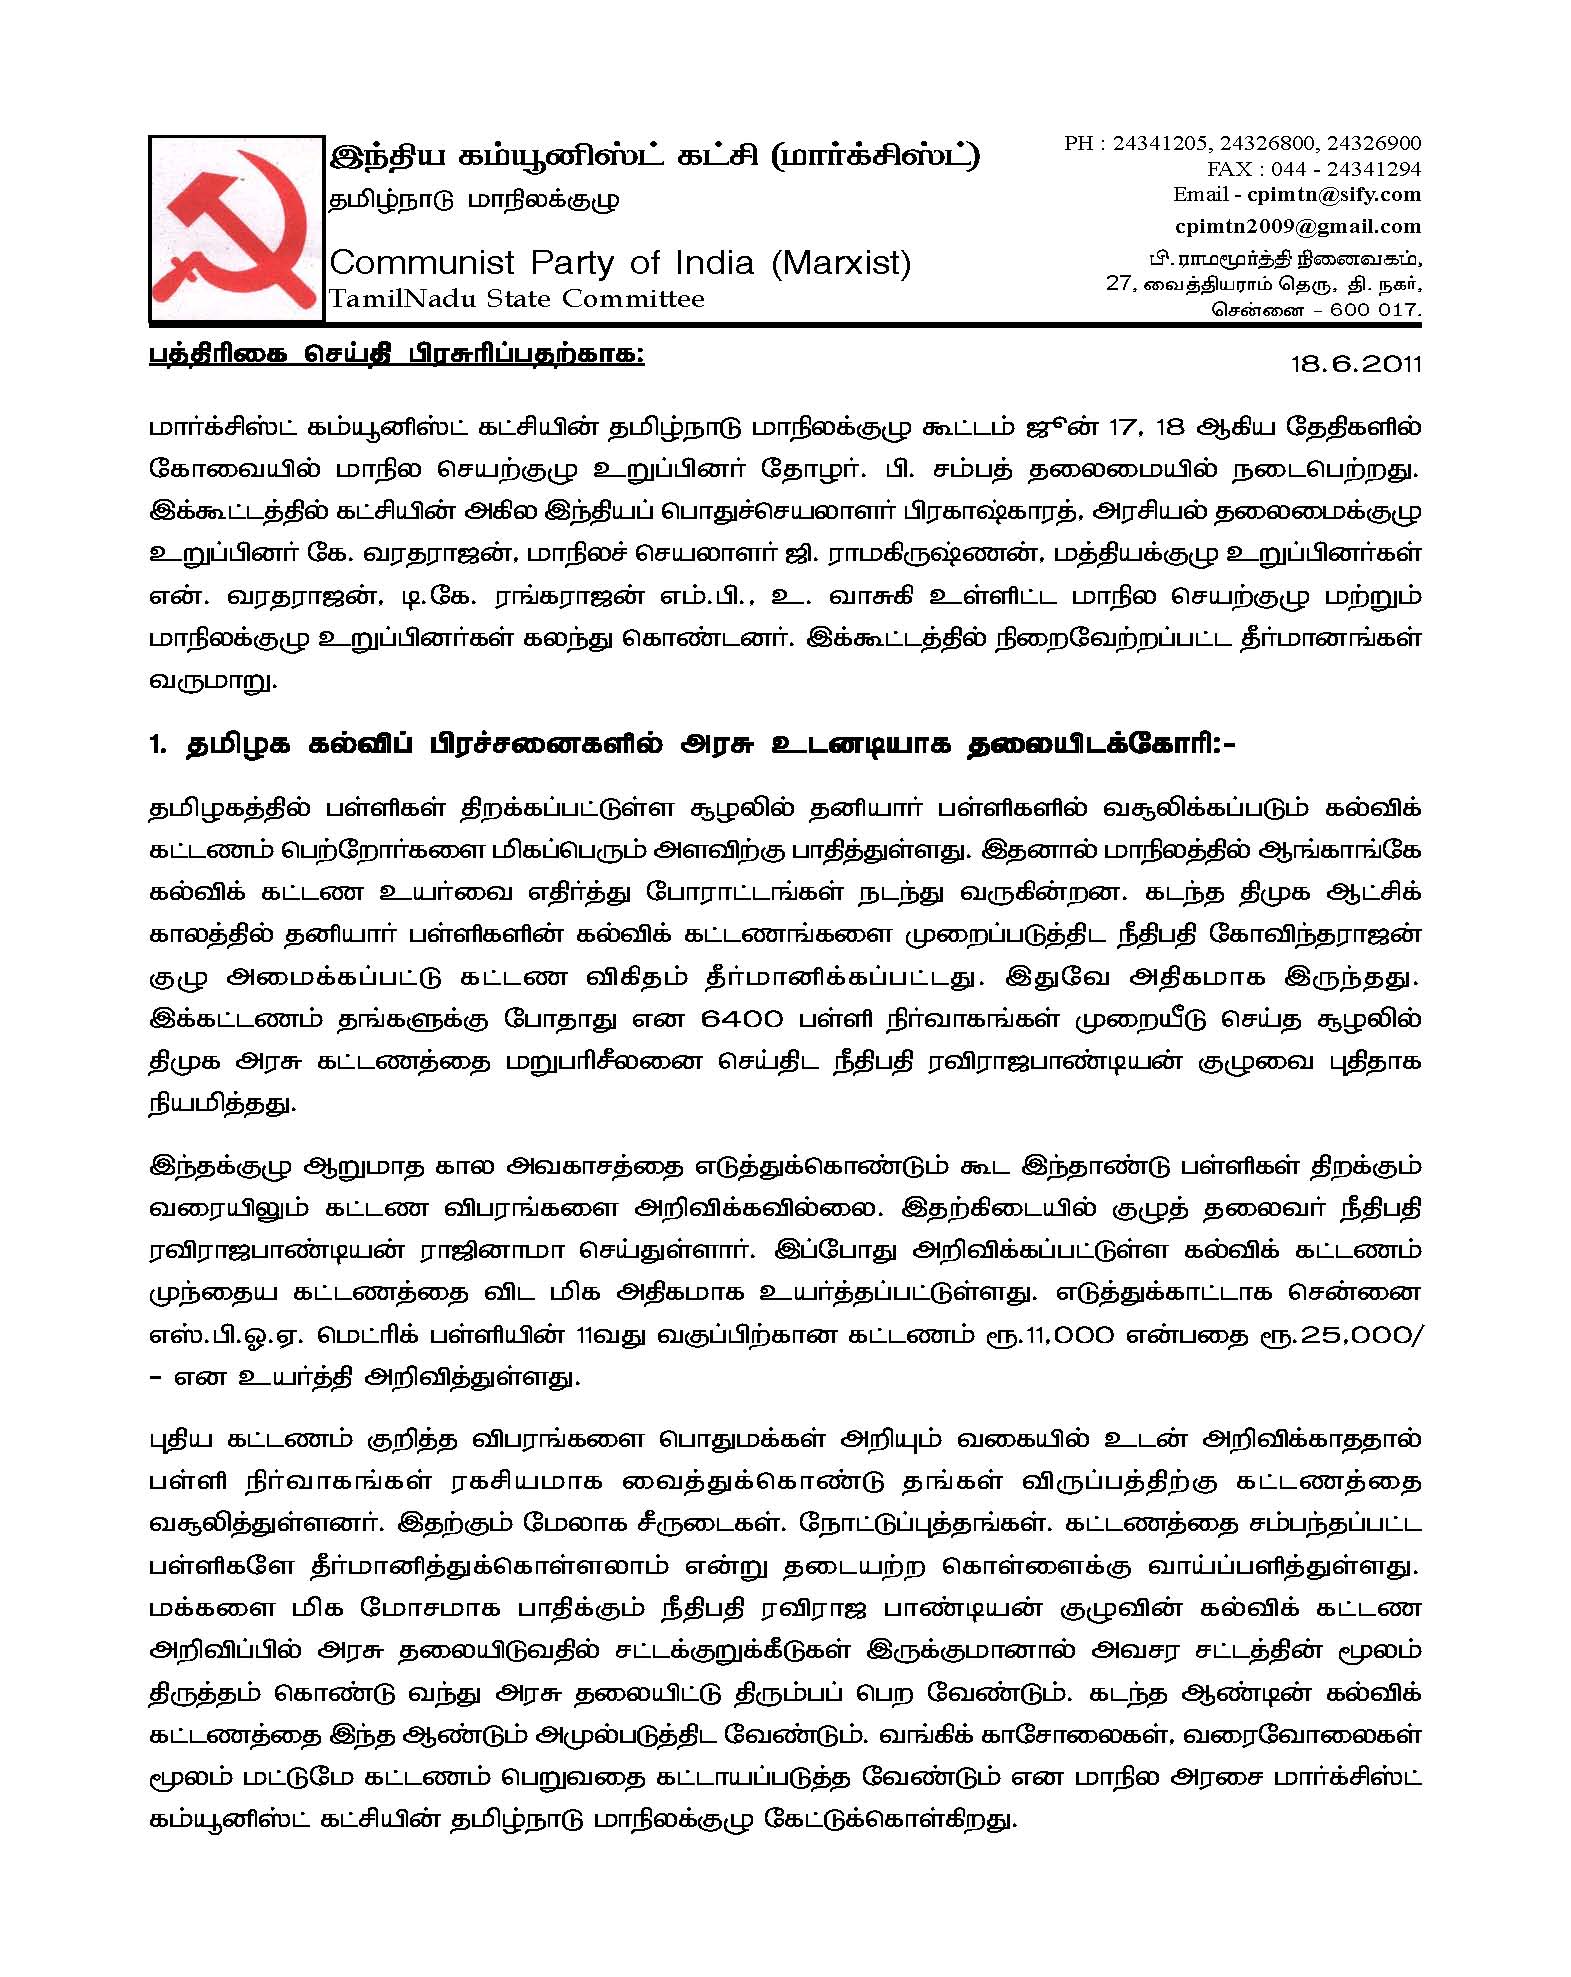 இந்திய கம்யூனிஸ்ட் கட்சி (மார்க்சிஸ்ட்)
தமிழ்நாடு மாநிலக்குழு
Communist Party of India (Marxist)
TamilNadu State Committee
PH : 24341205, 24326800, 24326900
FAX : 044 - 24341294
Email - cpimtn@sify.com
cpimtn2009@gmail.com
பி. ராமமூர்த்தி நினைவகம்,
27, வைத்தியராம் தெரு, தி. நகர்,
சென்னை - 600 017.
பத்திரிகை செய்தி பிரசுரிப்பதற்காக:
18.6.2011
மார்க்சிஸ்ட் கம்யூனிஸ்ட் கட்சியின் தமிழ்நாடு மாநிலக்குழு கூட்டம் ஜூன் 17, 18 ஆகிய தேதிகளில்
கோவையில் மாநில செயற்குழு உறுப்பினர் தோழர். பி. சம்பத் தலைமையில் நடைபெற்றது.
இக்கூட்டத்தில் கட்சியின் அகில இந்தியப் பொதுச்செயலாளர் பிரகாஷ்காரத், அரசியல் தலைமைக்குழு
உறுப்பினர் கே. வரதராஜன், மாநிலச் செயலாளர் ஜி. ராமகிருஷ்ணன், மத்தியக்குழு உறுப்பினர்கள்
என். வரதராஜன், டி.கே. ரங்கராஜன் எம்.பி., உ. வாசுகி உள்ளிட்ட மாநில செயற்குழு மற்றும்
மாநிலக்குழு உறுப்பினர்கள் கலந்து கொண்டனர். இக்கூட்டத்தில் நிறைவேற்றப்பட்ட தீர்மானங்கள்
வருமாறு.
1. தமிழக கல்விப் பிரச்சனைகளில் அரசு உடனடியாக தலையிடக்கோரி:-
தமிழகத்தில் பள்ளிகள் திறக்கப்பட்டுள்ள சூழலில் தனியார் பள்ளிகளில் வசூலிக்கப்படும் கல்விக்
கட்டணம் பெற்றோர்களை மிகப்பெரும் அளவிற்கு பாதித்துள்ளது. இதனால் மாநிலத்தில் ஆங்காங்கே
கல்விக் கட்டண உயர்வை எதிர்த்து போராட்டங்கள் நடந்து வருகின்றன. கடந்த திமுக ஆட்சிக்
காலத்தில் தனியார் பள்ளிகளின் கல்விக் கட்டணங்களை முறைப்படுத்திட நீதிபதி கோவிந்தராஜன்
குழு அமைக்கப்பட்டு கட்டண விகிதம் தீர்மானிக்கப்பட்டது. இதுவே அதிகமாக இருந்தது.
இக்கட்டணம் தங்களுக்கு போதாது என 6400 பள்ளி நிர்வாகங்கள் முறையீடு செய்த சூழலில்
திமுக அரசு கட்டணத்தை மறுபரிசீலனை செய்திட நீதிபதி ரவிராஜபாண்டியன் குழுவை புதிதாக
நியமித்தது.
இந்தக்குழு ஆறுமாத கால அவகாசத்தை எடுத்துக்கொண்டும் கூட இந்தாண்டு பள்ளிகள் திறக்கும்
வரையிலும் கட்டண விபரங்களை அறிவிக்கவில்லை. இதற்கிடையில் குழுத் தலைவர் நீதிபதி
ரவிராஜபாண்டியன் ராஜினாமா செய்துள்ளார். இப்போது அறிவிக்கப்பட்டுள்ள கல்விக் கட்டணம்
முந்தைய கட்டணத்தை விட மிக அதிகமாக உயர்த்தப்பட்டுள்ளது. எடுத்துக்காட்டாக சென்னை
எஸ்.பி.ஓ.ஏ. மெட்ரிக் பள்ளியின் 11வது வகுப்பிற்கான கட்டணம் ரூ.11,000 என்பதை ரூ.25,000/
- என உயர்த்தி அறிவித்துள்ளது.
புதிய கட்டணம் குறித்த விபரங்களை பொதுமக்கள் அறியும் வகையில் உடன் அறிவிக்காததால்
பள்ளி நிர்வாகங்கள் ரகசியமாக வைத்துக்கொண்டு தங்கள் விருப்பத்திற்கு கட்டணத்தை
வசூலித்துள்ளனர். இதற்கும் மேலாக சீருடைகள். நோட்டுப்புத்தங்கள். கட்டணத்தை சம்பந்தப்பட்ட
பள்ளிகளே தீர்மானித்துக்கொள்ளலாம் என்று தடையற்ற கொள்ளைக்கு வாய்ப்பளித்துள்ளது.
மக்களை மிக மோசமாக பாதிக்கும் நீதிபதி ரவிராஜ பாண்டியன் குழுவின் கல்விக் கட்டண
அறிவிப்பில் அரசு தலையிடுவதில் சட்டக்குறுக்கீடுகள் இருக்குமானால் அவசர சட்டத்தின் மூலம்
திருத்தம் கொண்டு வந்து அரசு தலையிட்டு திரும்பப் பெற வேண்டும். கடந்த ஆண்டின் கல்விக்
கட்டணத்தை இந்த ஆண்டும் அமுல்படுத்திட வேண்டும். வங்கிக் காசோலைகள், வரைவோலைகள்
மூலம் மட்டுமே கட்டணம் பெறுவதை கட்டாயப்படுத்த வேண்டும் என மாநில அரசை மார்க்சிஸ்ட்
கம்யூனிஸ்ட் கட்சியின் தமிழ்நாடு மாநிலக்குழு கேட்டுக்கொள்கிறது.